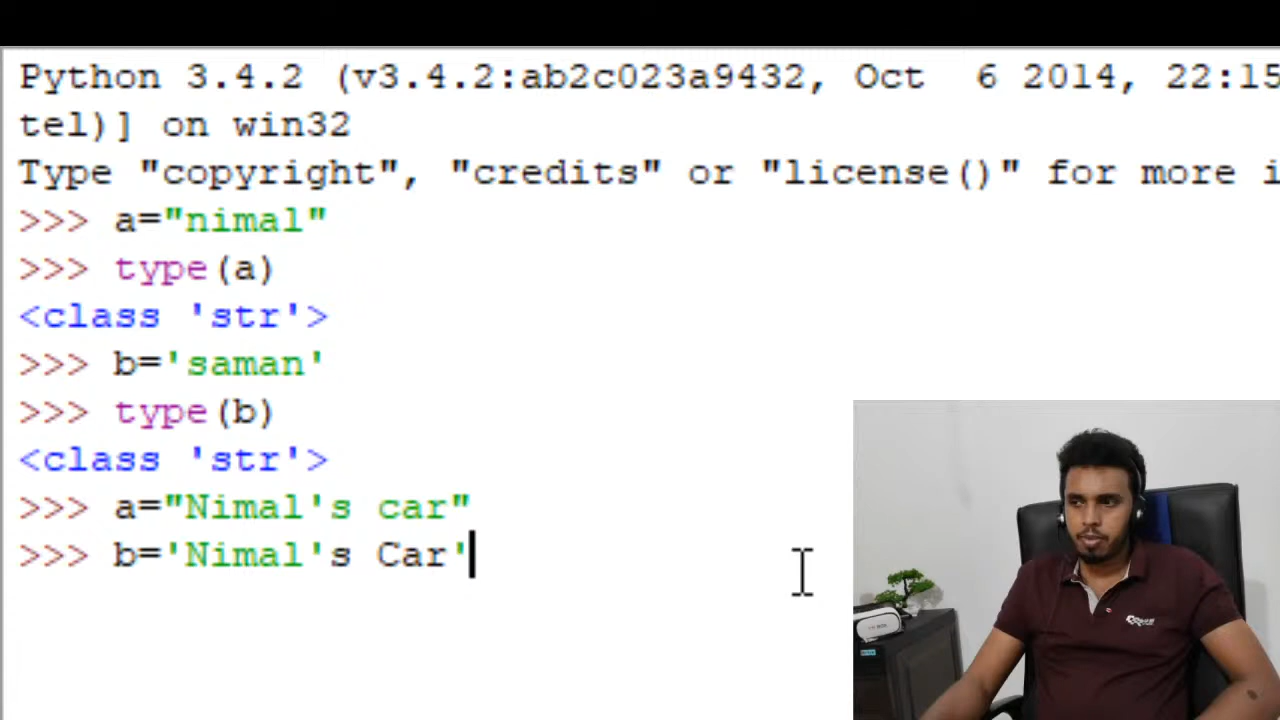 Python 3.4.2 (v3.4.2:ab2c023a9432, Oct  6 2014, 22:15
tel)] on win32
Type "copyright", "credits" or "license()" for more i
>>> a="nimal"
>>> type(a)
<class 'str'>
>>> b='saman'
>>> type(b)
<class 'str'>
>>> a="Nimal's car"
>>> b='Nimal's Car'